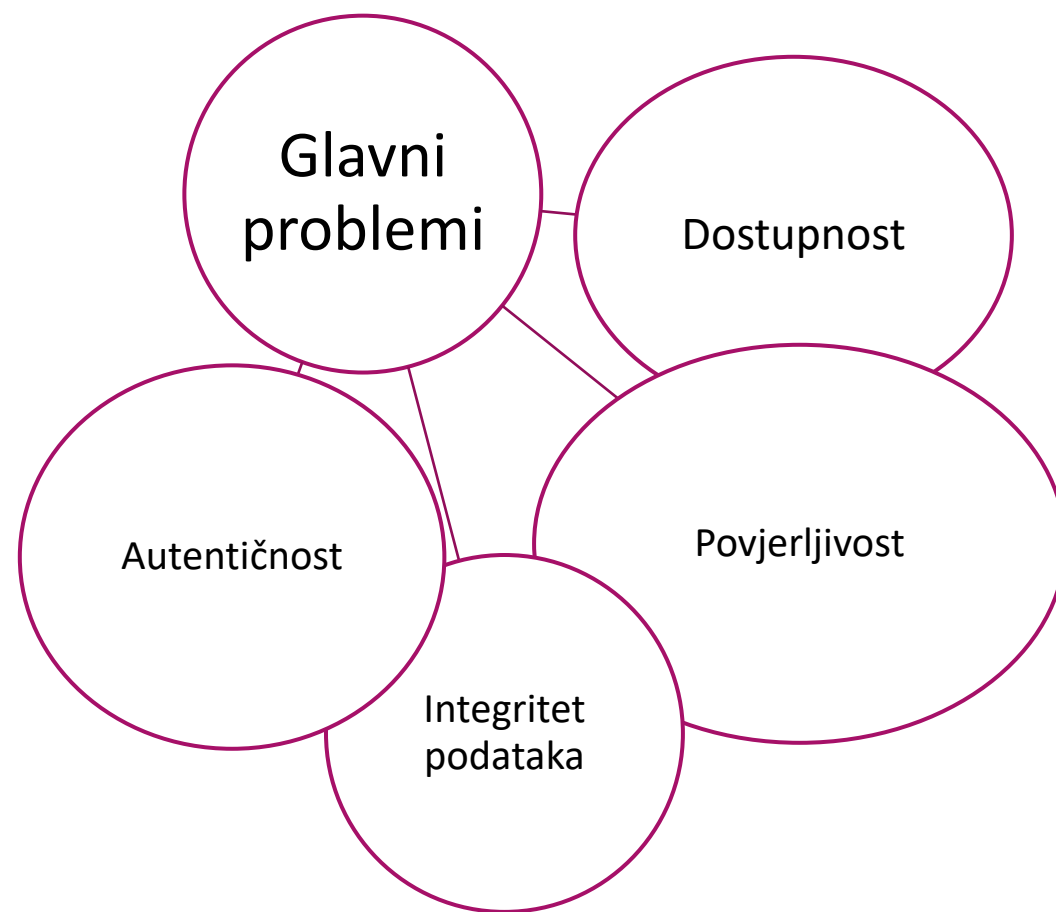 Glavni
problemi
Dostupnost
Povjerljivost
Autentičnost
Integritet
podataka